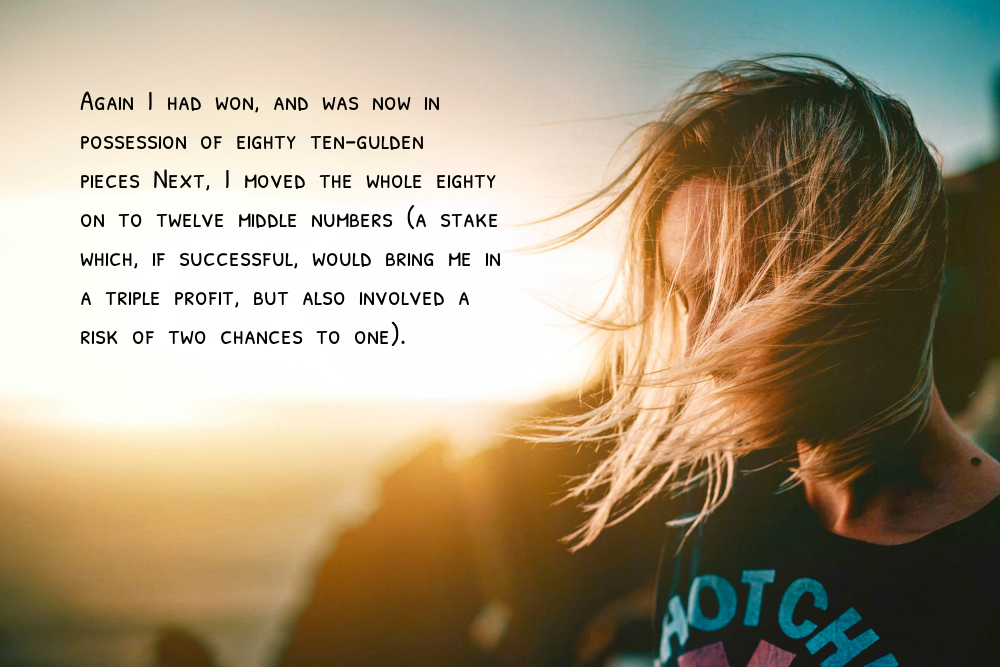 Again I had won, and was now in
possession of eighty ten-gulden
pieces Next, I moved the whole eighty
on to twelve middle numbers (a stake
which, if successful, would bring me in
a triple profit, but also involved a
risk of two chances to one).